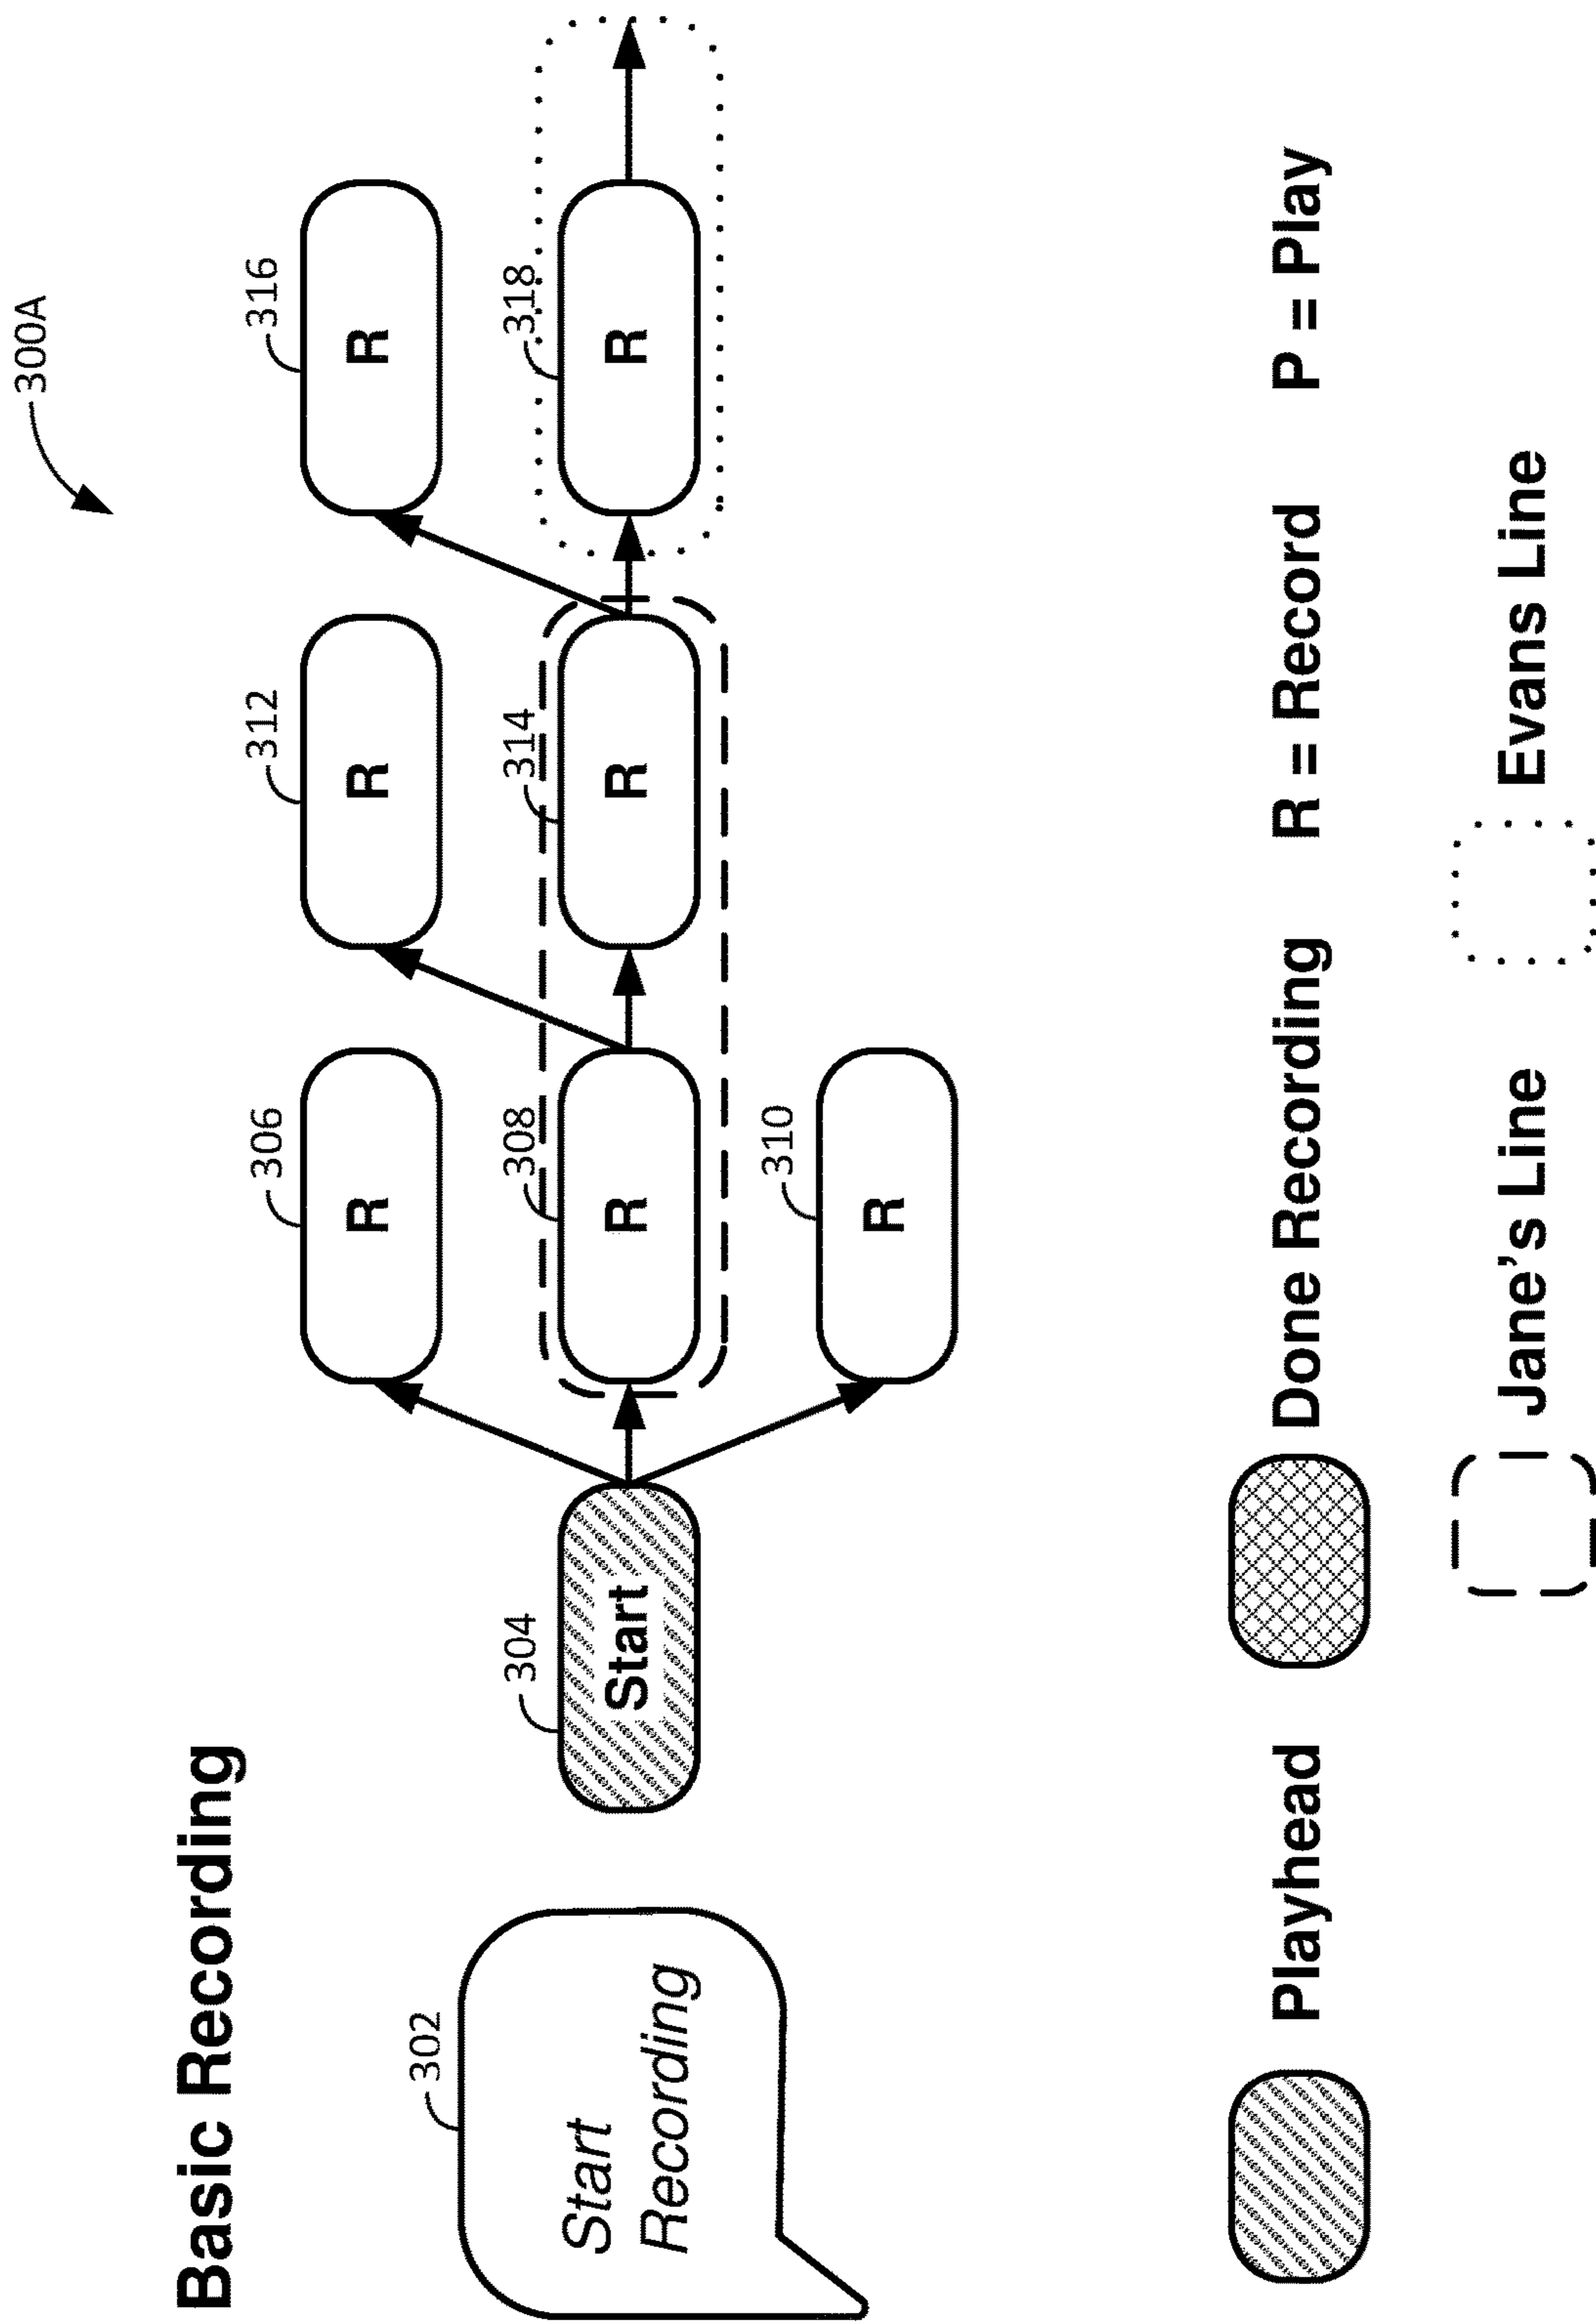 300A
Basic Recording
302
Start
Recording
304
Start
306
R
308
R
310
R
312
R
314
R
316
R
318
R
Playhead
Done Recording
R = Record
P = Play
Jane's Line
Evans Line